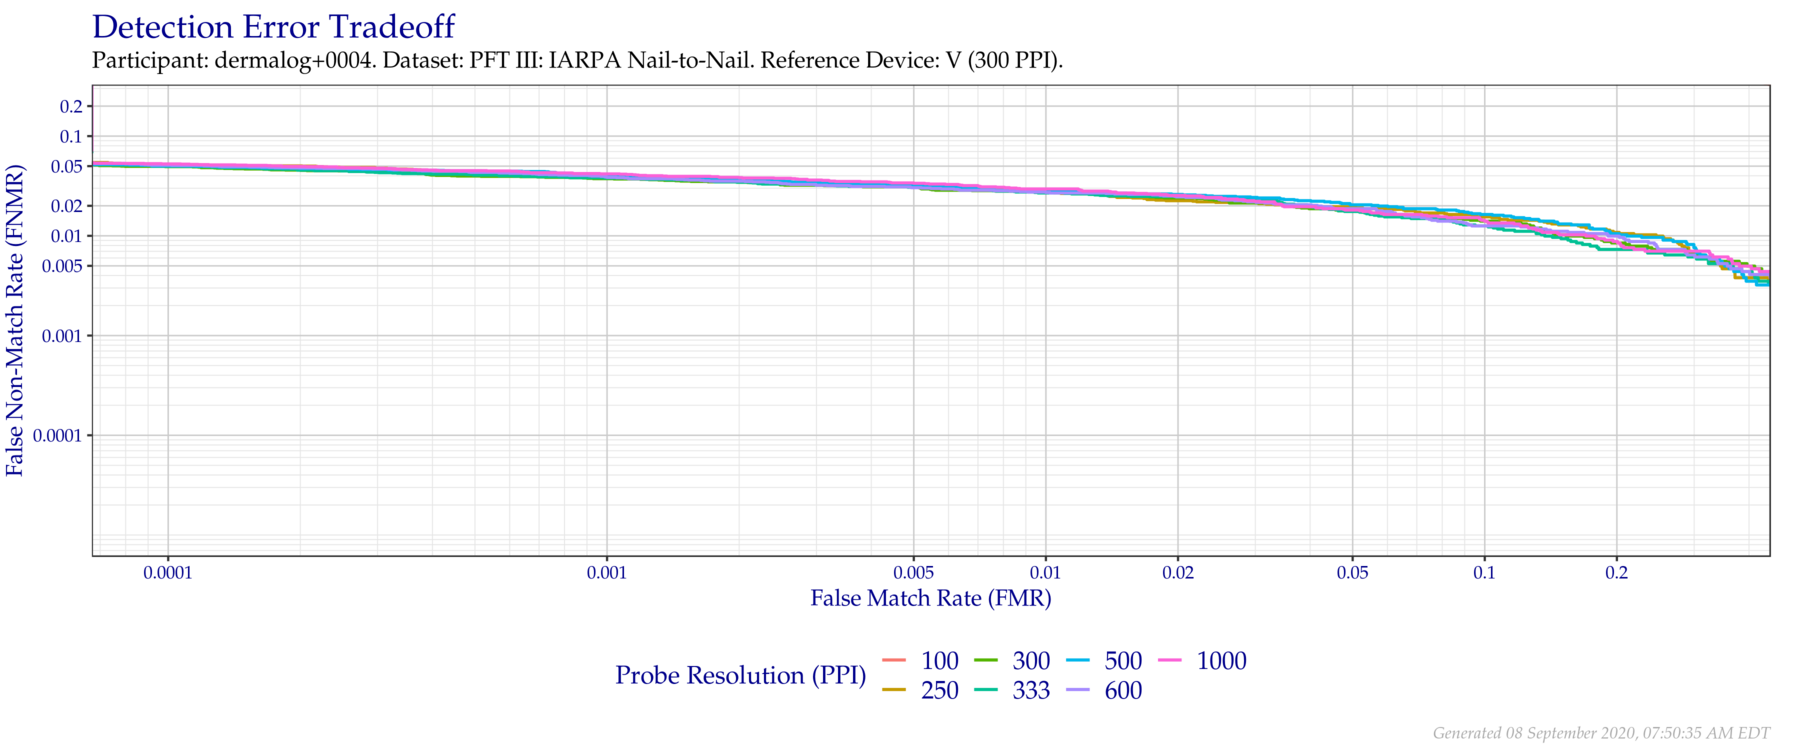 Detection Error Tradeoff
Participant: dermalog+0004. Dataset: PFT III: IARPA Nail-to-Nail. Reference Device: V (300 PPI).
False Non-Match Rate (FNMR)
0.2
0.1
0.05
0.02
0.01
0.005
0.001
0.0001
0.0001 0.001 0.005 0.01 0.02 0.05 0.1 0.2
False Match Rate (FMR)
Probe Resolution (PPI)
100 300 500 1000
250 333 600
Generated 08 September 2020, 07:50:35 AM EDT